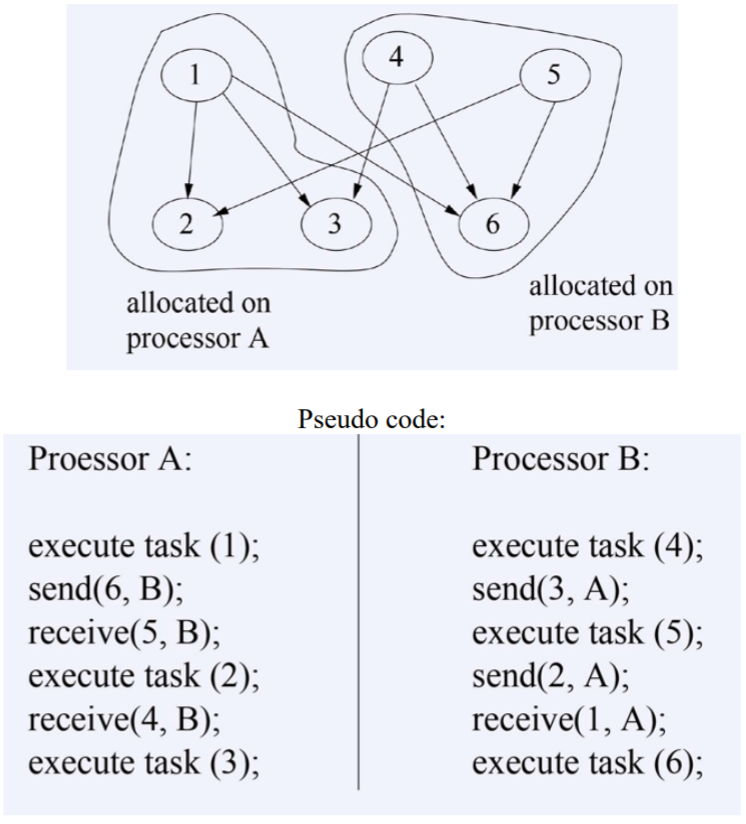 1
4
5
2
3
6
allocated on
processor A
allocated on
processor B
Pseudo code:
Proessor A:
execute task (1);
send(6, B);
receive(5, B);
execute task (2);
receive(4, B);
execute task (3);
Processor B:
execute task (4);
send(3, A);
execute task (5);
send(2, A);
receive(1, A);
execute task (6);